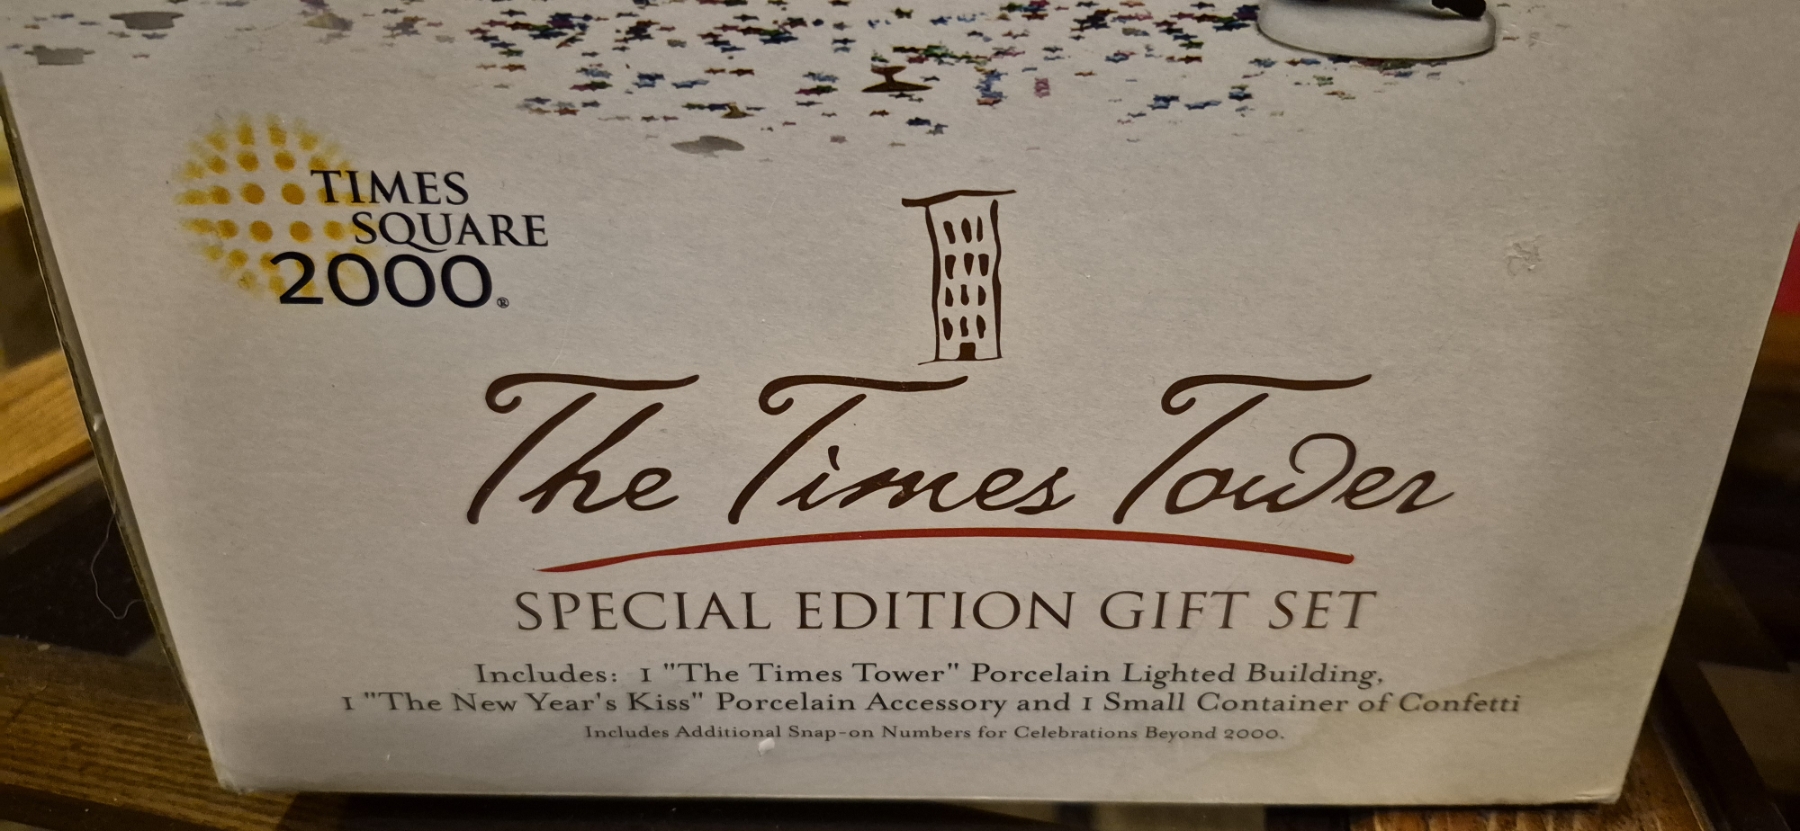 TIMES
SQUARE
2000®
The Times Tower
SPECIAL EDITION GIFT SET
Includes: 1 "The Times Tower" Porcelain Lighted Building,
1 "The New Year's Kiss" Porcelain Accessory and 1 Small Container of Confetti
Includes Additional Snap-on Numbers for Celebrations Beyond 2000.